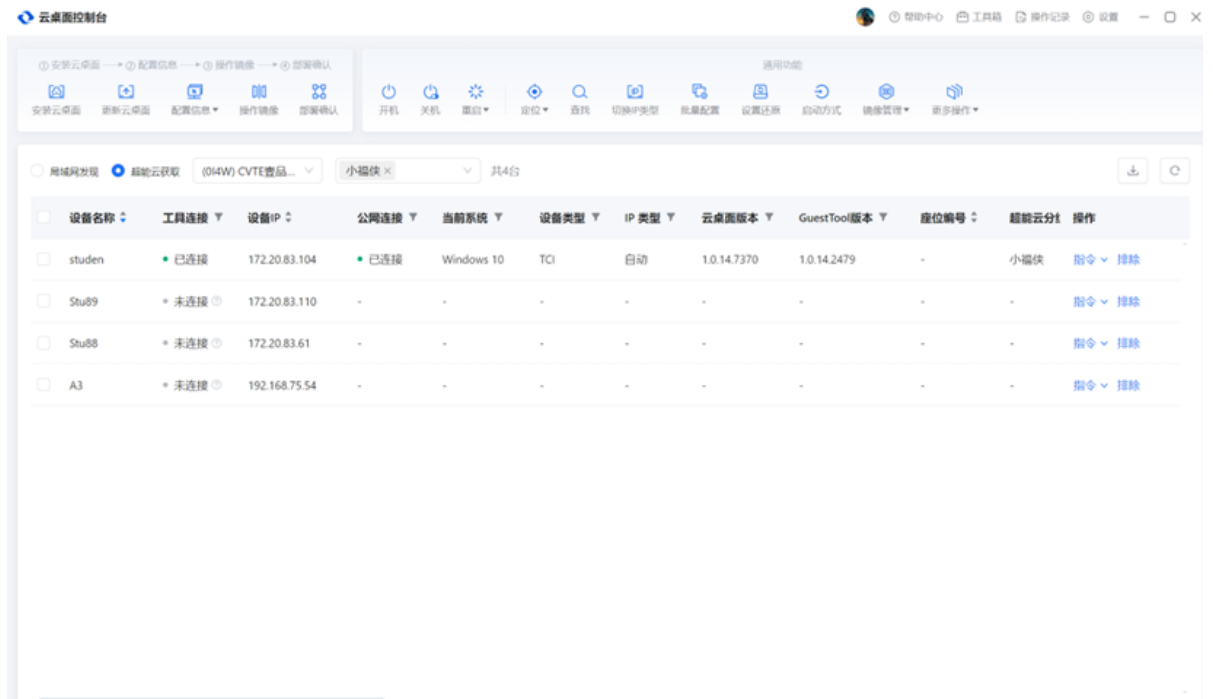 云桌面控制台 帮助中心 工具箱 操作记录 设置
①安装云桌面 ②配置信息 ③操作镜像 ④部署确认 通用功能
安装云桌面 更新云桌面 配置信息 操作镜像 部署确认 开机 关机 重启 定位 查找 切换IP类型 批量配置 设置还原 启动方式 镜像管理 更多操作
局域网发现 超能云获取 (0I4W) CVTE壹品... 小福侠 × 共4台
设备名称 工具连接 设备IP 公网连接 当前系统 设备类型 IP 类型 云桌面版本 GuestTool版本 座位编号 超能云分 操作
studen 已连接 172.20.83.104 已连接 Windows 10 TCI 自动 1.0.14.7370 1.0.14.2479 - 小福侠 指令 排除
Stu89 未连接 172.20.83.110 - - - - - - - - 指令 排除
Stu88 未连接 172.20.83.61 - - - - - - - - 指令 排除
A3 未连接 192.168.75.54 - - - - - - - - 指令 排除